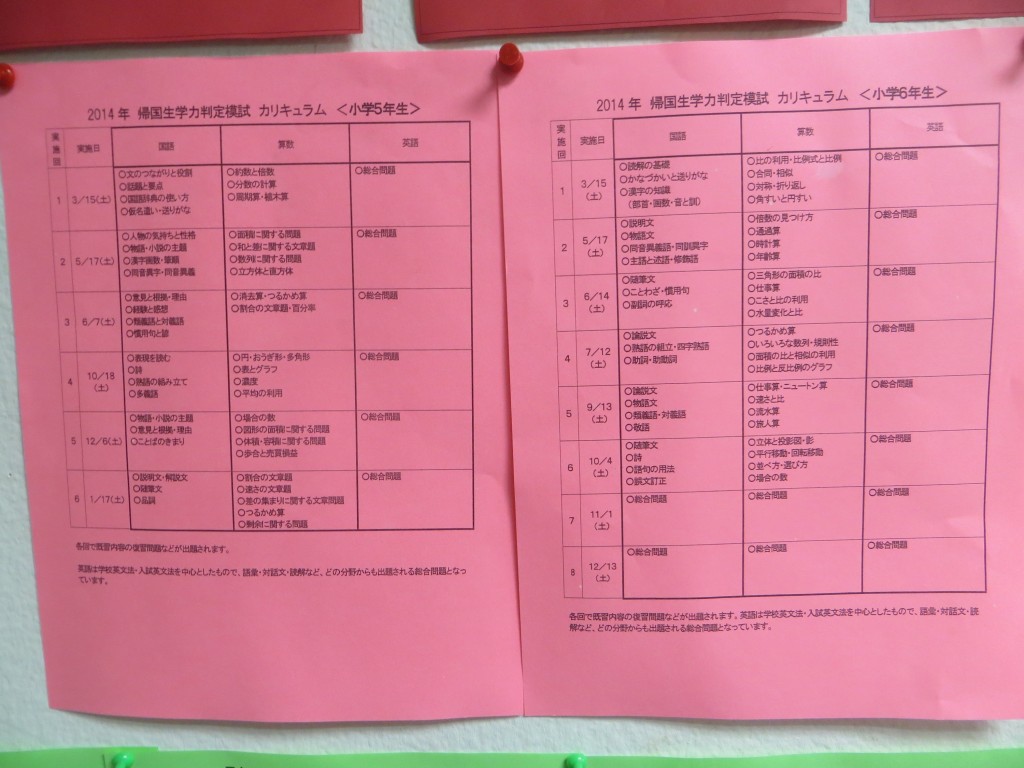 2014 年 帰国生学力判定模試 カリキュラム ＜小学5年生＞
実施回 実施日 国語 算数 英語
1 3/15(土)
○文のつながりと役割
○話題と要点
○国語辞典の使い方
○仮名遣い・送りがな
○約数と倍数
○分数の計算
○周期算・植木算
○総合問題
2 5/17(土)
○人物の気持ちと性格
○物語・小説の主題
○漢字画数・筆順
○同音異字・同音異義
○面積に関する問題
○和と差に関する文章題
○数列に関する問題
○立方体と直方体
○総合問題
3 6/7(土)
○意見と根拠・理由
○経験と感想
○類義語と対義語
○慣用句と諺
○消去算・つるかめ算
○割合の文章題・百分率
○総合問題
4 10/18(土)
○表現を読む
○詩
○熟語の組み立て
○多義語
○円・おうぎ形・多角形
○表とグラフ
○濃度
○平均の利用
○総合問題
5 12/6(土)
○物語・小説の主題
○意見と根拠・理由
○ことばのきまり
○場合の数
○図形の面積に関する問題
○体積・容積に関する問題
○歩合と売買損益
○総合問題
6 1/17(土)
○説明文・解説文
○随筆文
○品詞
○割合の文章題
○速さの文章題
○差の集まりに関する文章問題
○つるかめ算
○剰余に関する問題
○総合問題
各回で既習内容の復習問題などが出題されます。
英語は学校英文法・入試英文法を中心としたもので、語彙・対話文・読解など、どの分野からも出題される総合問題となっ
ています。
2014 年 帰国生学力判定模試 カリキュラム ＜小学6年生＞
実施回 実施日 国語 算数 英語
1 3/15(土)
○読解の基礎
○かなづかいと送りがな
○漢字の知識
（部首・画数・音と訓）
○比の利用・比例式と比例
○合同・相似
○対称・折り返し
○角すいと円すい
○総合問題
2 5/17(土)
○説明文
○物語文
○同音異義語・同訓異字
○主語と述語・修飾語
○倍数の見つけ方
○通過算
○時計算
○年齢算
○総合問題
3 6/14(土)
○随筆文
○ことわざ・慣用句
○副詞の呼応
○三角形の面積の比
○仕事算
○こさと比の利用
○水量変化と比
○総合問題
4 7/12(土)
○論説文
○熟語の組立・四字熟語
○助詞・助動詞
○つるかめ算
○いろいろな数列・規則性
○面積の比と相似の利用
○比例と反比例のグラフ
○総合問題
5 9/13(土)
○論説文
○物語文
○類義語・対義語
○敬語
○仕事算・ニュートン算
○速さと比
○流水算
○旅人算
○総合問題
6 10/4(土)
○随筆文
○詩
○語句の用法
○誤文訂正
○立体と投影図・影
○平行移動・回転移動
○並べ方・選び方
○場合の数
○総合問題
7 11/1(土)
○総合問題
○総合問題
○総合問題
8 12/13(土)
○総合問題
○総合問題
○総合問題
各回で既習内容の復習問題などが出題されます。英語は学校英文法・入試英文法を中心としたもので、語彙・対話文・読
解など、どの分野からも出題される総合問題となっています。